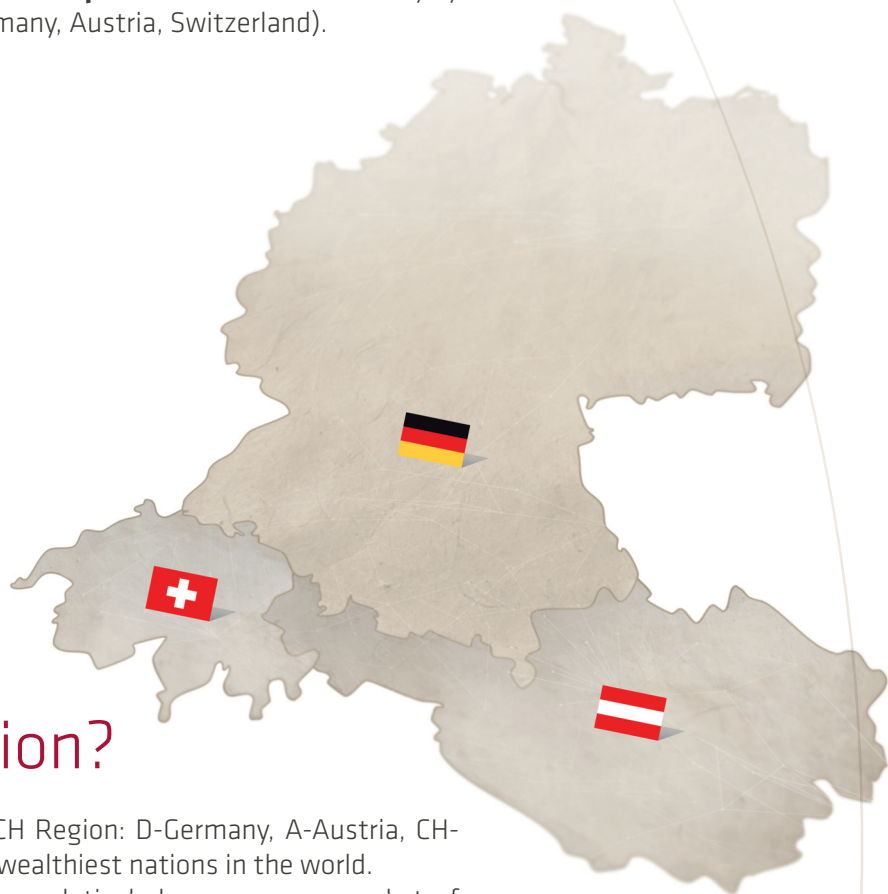 many, Austria, Switzerland).
ion?
CH Region: D-Germany, A-Austria, CH-
wealthiest nations in the world.